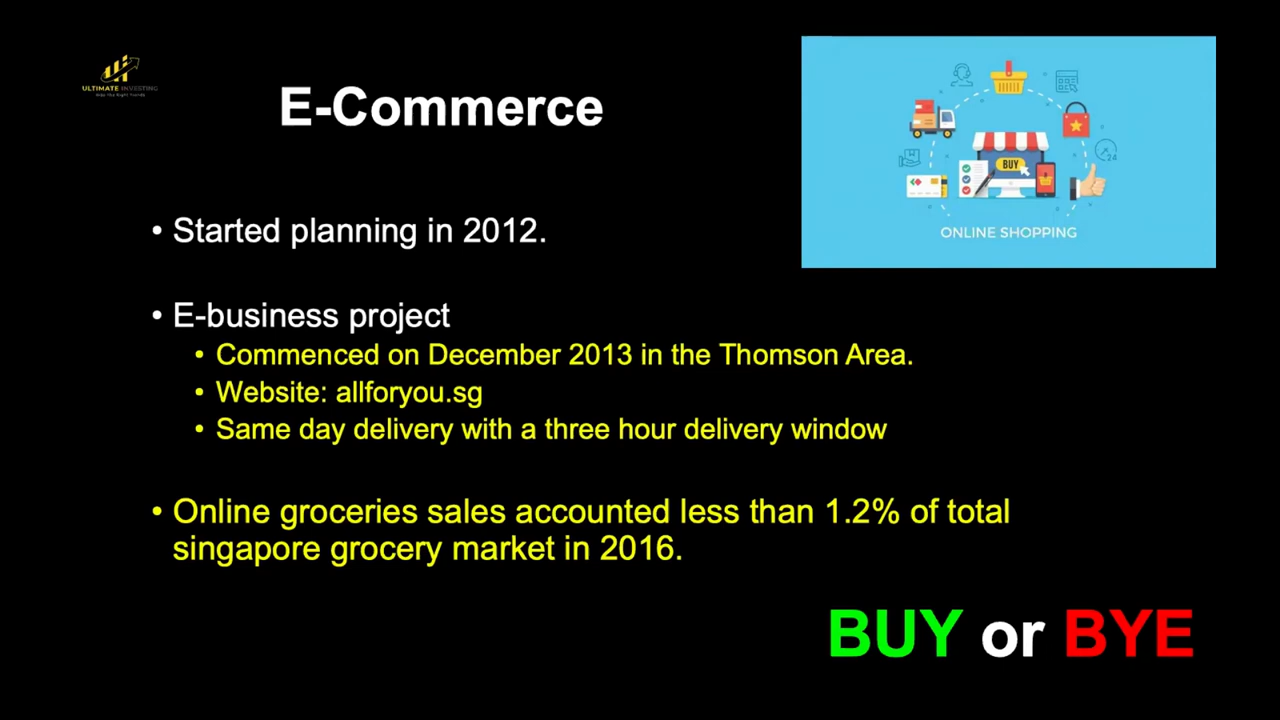 ULTIMATE INVESTING
E-Commerce
BUY
24
ONLINE SHOPPING
• Started planning in 2012.
• E-business project
• Commenced on December 2013 in the Thomson Area.
• Website: allforyou.sg
• Same day delivery with a three hour delivery window
• Online groceries sales accounted less than 1.2% of total
singapore grocery market in 2016.
BUY or BYE